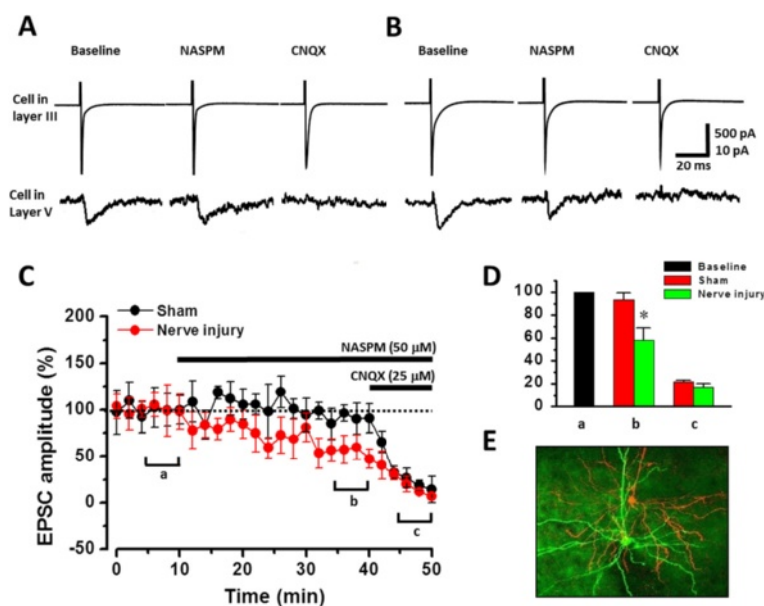 A
B
Baseline NASPM CNQX
Baseline NASPM CNQX
Cell in
layer III
500 pA
10 pA
20 ms
Cell in
Layer V
C
Sham
Nerve injury
NASPM (50 μM)
CNQX (25 μM)
EPSC amplitude (%)
200
150
100
50
0
-50
a
b
c
0 10 20 30 40 50
Time (min)
D
Baseline
Sham
Nerve injury
100
80
60
40
20
0
*
a b c
E